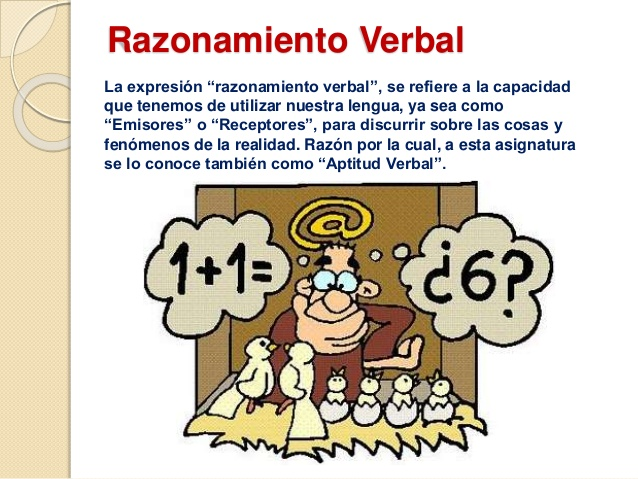 Razonamiento Verbal
La expresión “razonamiento verbal”, se refiere a la capacidad
que tenemos de utilizar nuestra lengua, ya sea como
“Emisores” o “Receptores”, para discurrir sobre las cosas y
fenómenos de la realidad. Razón por la cual, a esta asignatura
se lo conoce también como “Aptitud Verbal”.
@
1+1=
¿6?